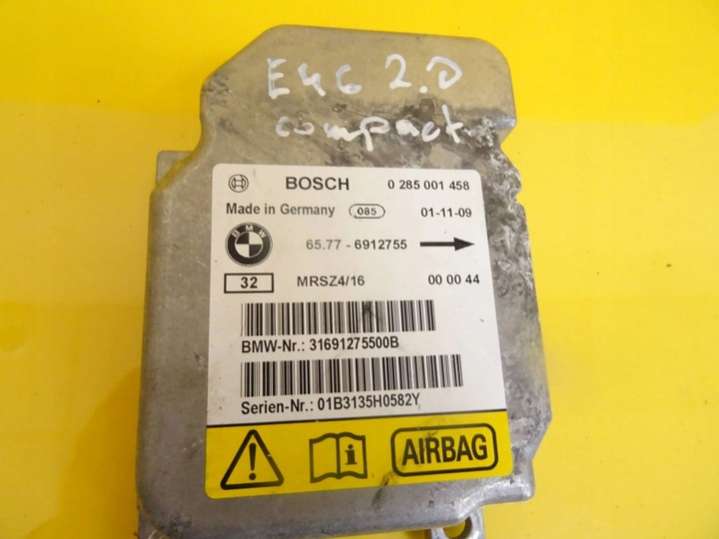 E46 2.0
compact
BOSCH 0 285 001 458
Made in Germany 085 01-11-09
BMW 65.77 - 6912755
32 MRSZ4/16 00 00 44
BMW-Nr.: 31691275500B
Serien-Nr.: 01B3135H0582Y
AIRBAG